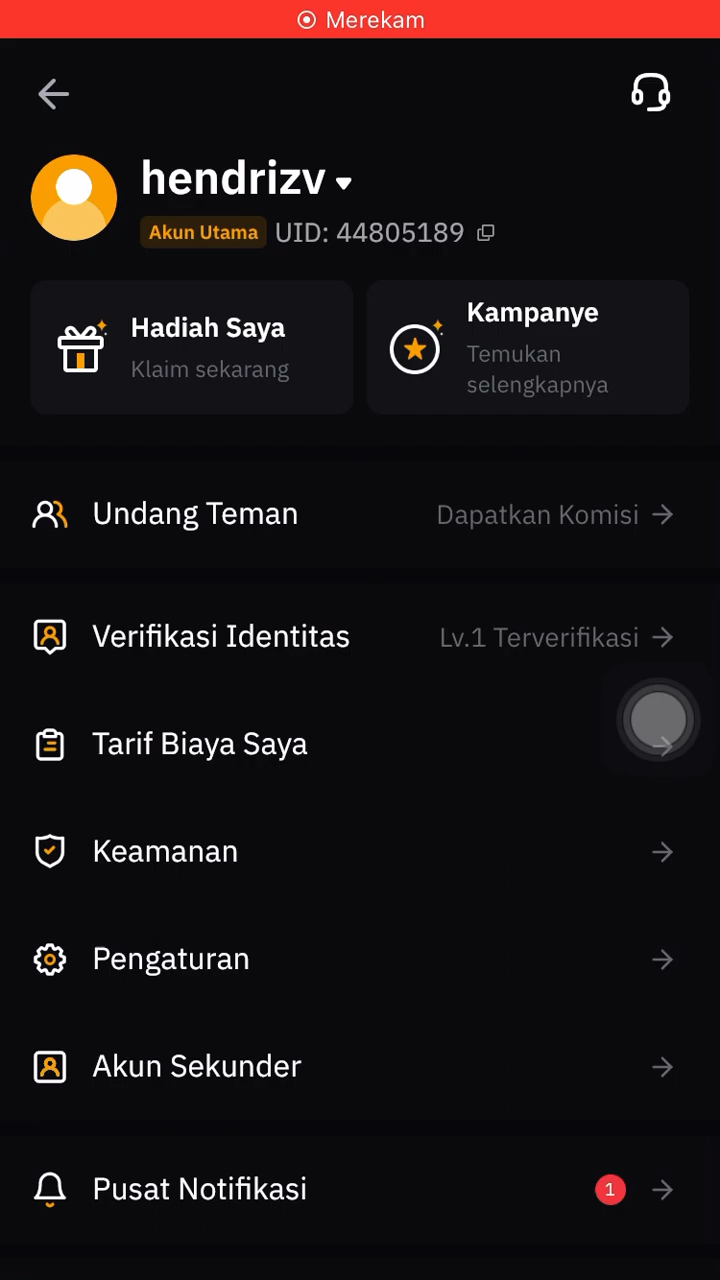 Merekam
hendrizv
Akun Utama UID: 44805189
Hadiah Saya
Klaim sekarang
Kampanye
Temukan
selengkapnya
Undang Teman Dapatkan Komisi
Verifikasi Identitas Lv.1 Terverifikasi
Tarif Biaya Saya
Keamanan
Pengaturan
Akun Sekunder
Pusat Notifikasi 1